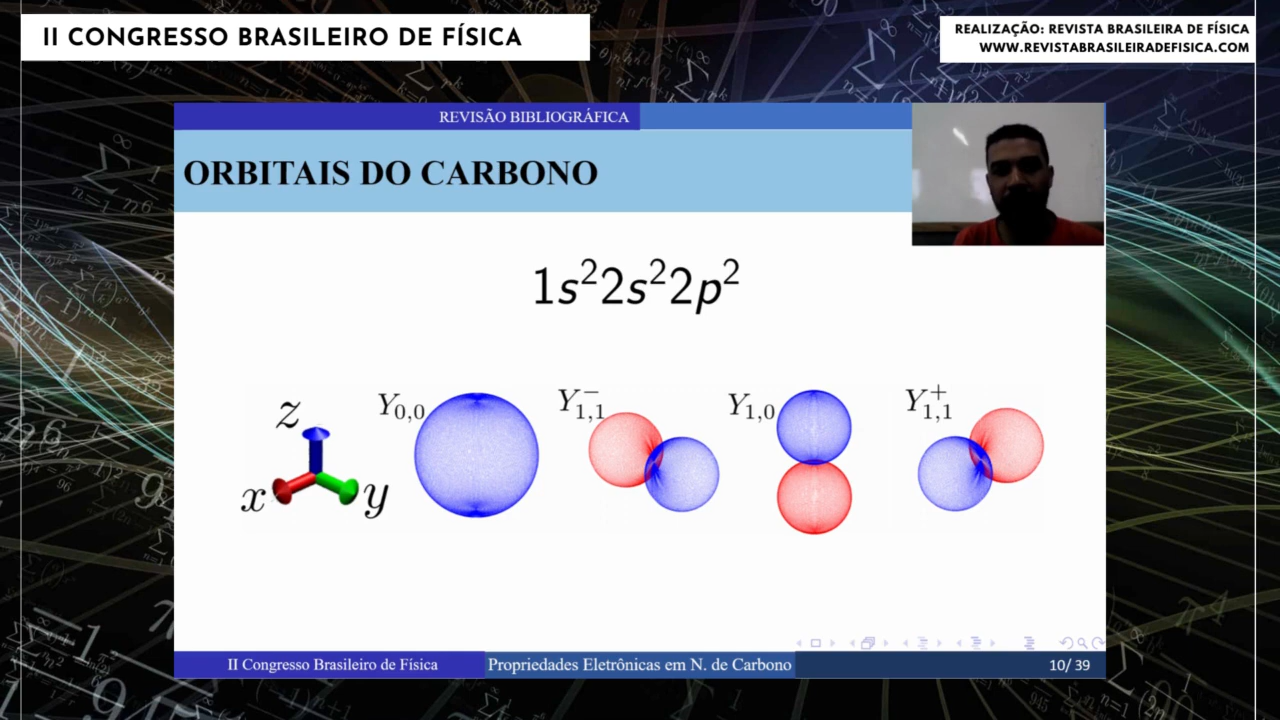 II CONGRESSO BRASILEIRO DE FÍSICA
REALIZAÇÃO: REVISTA BRASILEIRA DE FÍSICA
WWW.REVISTABRASILEIRADEFISICA.COM
REVISÃO BIBLIOGRÁFICA
ORBITAIS DO CARBONO
1s²2s²2p²
z
x
y
Y₀,₀
Y⁻₁,₁
Y₁,₀
Y⁺₁,₁
II Congresso Brasileiro de Física
Propriedades Eletrônicas em N. de Carbono
10/ 39